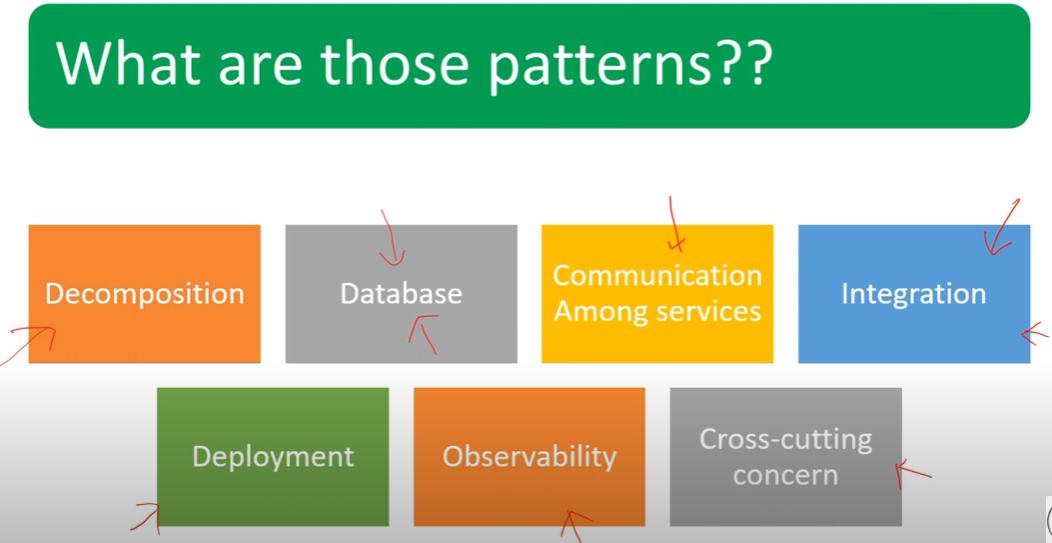 What are those patterns??
Decomposition
Database
Communication
Among services
Integration
Deployment
Observability
Cross-cutting
concern